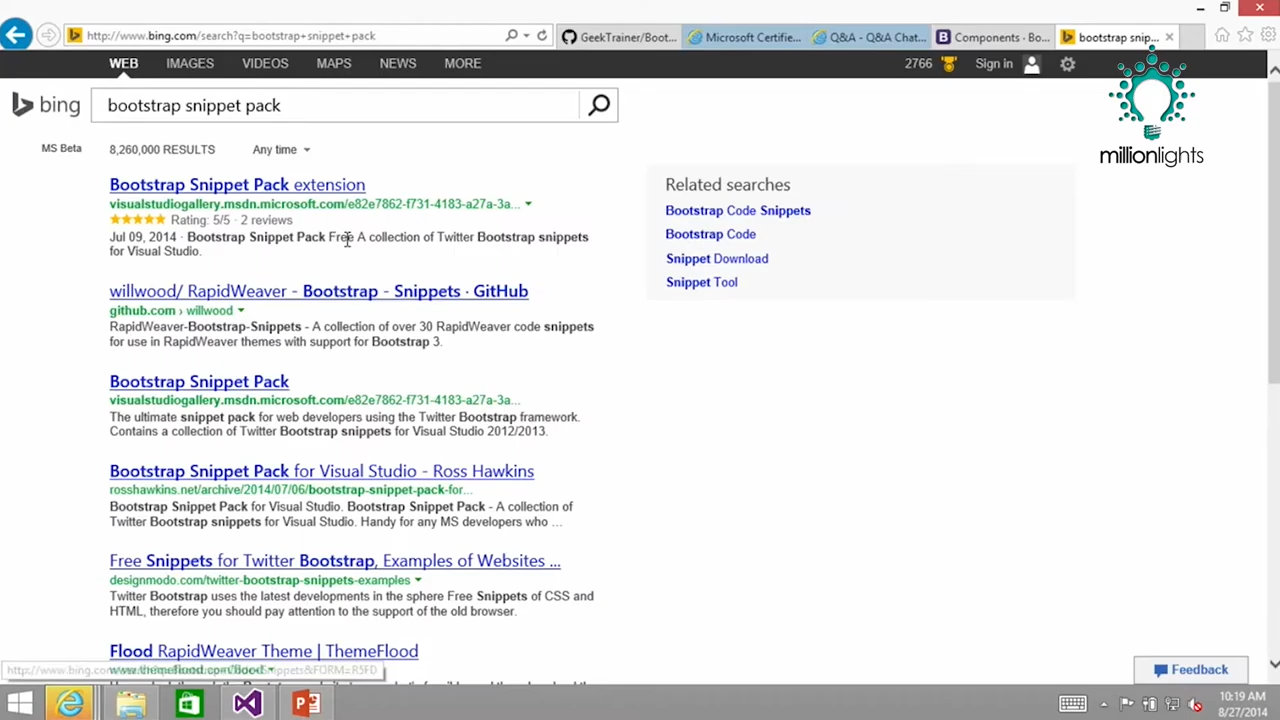 http://www.bing.com/search?q=bootstrap+snippet+pack
GeekTrainer/Boot...
Microsoft Certifie...
Q&A - Q&A Chat...
Components · Bo...
bootstrap snip...
WEB IMAGES VIDEOS MAPS NEWS MORE
2766 Sign in
bing
bootstrap snippet pack
millionlights
MS Beta 8,260,000 RESULTS Any time
Bootstrap Snippet Pack extension
visualstudiogallery.msdn.microsoft.com/e82e7862-f731-4183-a27a-3a...
Rating: 5/5 · 2 reviews
Jul 09, 2014 · Bootstrap Snippet Pack Free A collection of Twitter Bootstrap snippets
for Visual Studio.
Related searches
Bootstrap Code Snippets
Bootstrap Code
Snippet Download
Snippet Tool
willwood/ RapidWeaver - Bootstrap - Snippets · GitHub
github.com › willwood
RapidWeaver-Bootstrap-Snippets - A collection of over 30 RapidWeaver code snippets
for use in RapidWeaver themes with support for Bootstrap 3.
Bootstrap Snippet Pack
visualstudiogallery.msdn.microsoft.com/e82e7862-f731-4183-a27a-3a...
The ultimate snippet pack for web developers using the Twitter Bootstrap framework.
Contains a collection of Twitter Bootstrap snippets for Visual Studio 2012/2013.
Bootstrap Snippet Pack for Visual Studio - Ross Hawkins
rosshawkins.net/archive/2014/07/06/bootstrap-snippet-pack-for...
Bootstrap Snippet Pack for Visual Studio. Bootstrap Snippet Pack - A collection of
Twitter Bootstrap snippets for Visual Studio. Handy for any MS developers who ...
Free Snippets for Twitter Bootstrap, Examples of Websites ...
designmodo.com/twitter-bootstrap-snippets-examples
Twitter Bootstrap uses the latest developments in the sphere Free Snippets of CSS and
HTML, therefore you should pay attention to the support of the old browser.
Flood RapidWeaver Theme | ThemeFlood
Feedback
10:19 AM
8/27/2014